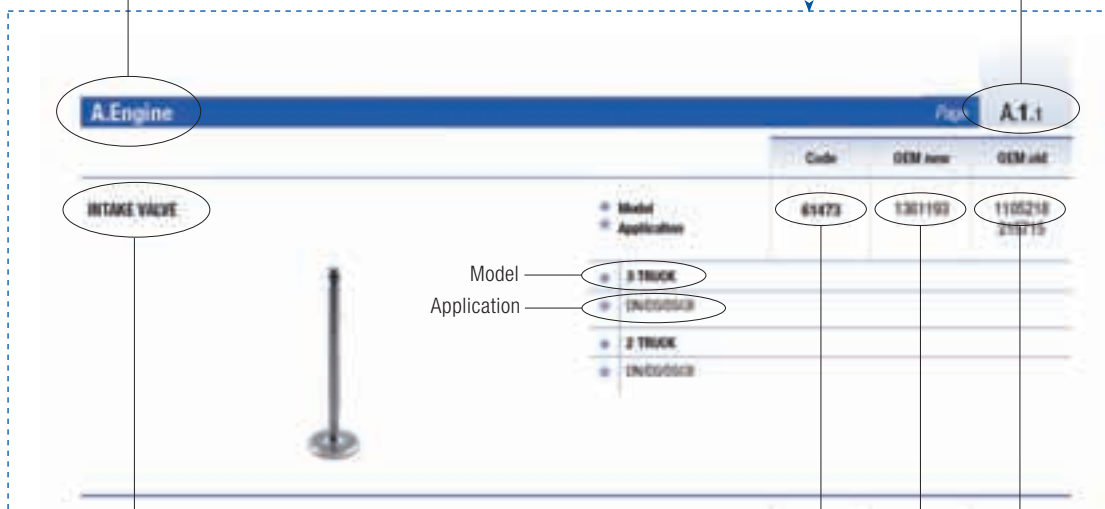 A.Engine Page A.1.1
Code OEM new OEM old
INTAKE VALVE
Model 61473 1301193 1105218
Application 215715
Model 3 TRUCK
Application
2 TRUCK